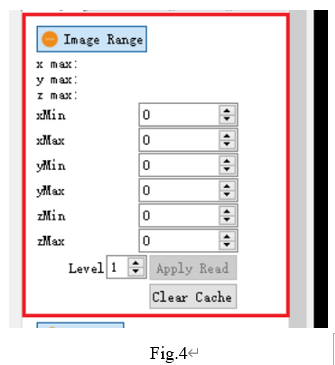 Image Range
x max:
y max:
z max:
xMin 0
xMax 0
yMin 0
yMax 0
zMin 0
zMax 0
Level 1 Apply Read
Clear Cache
Fig.4↵